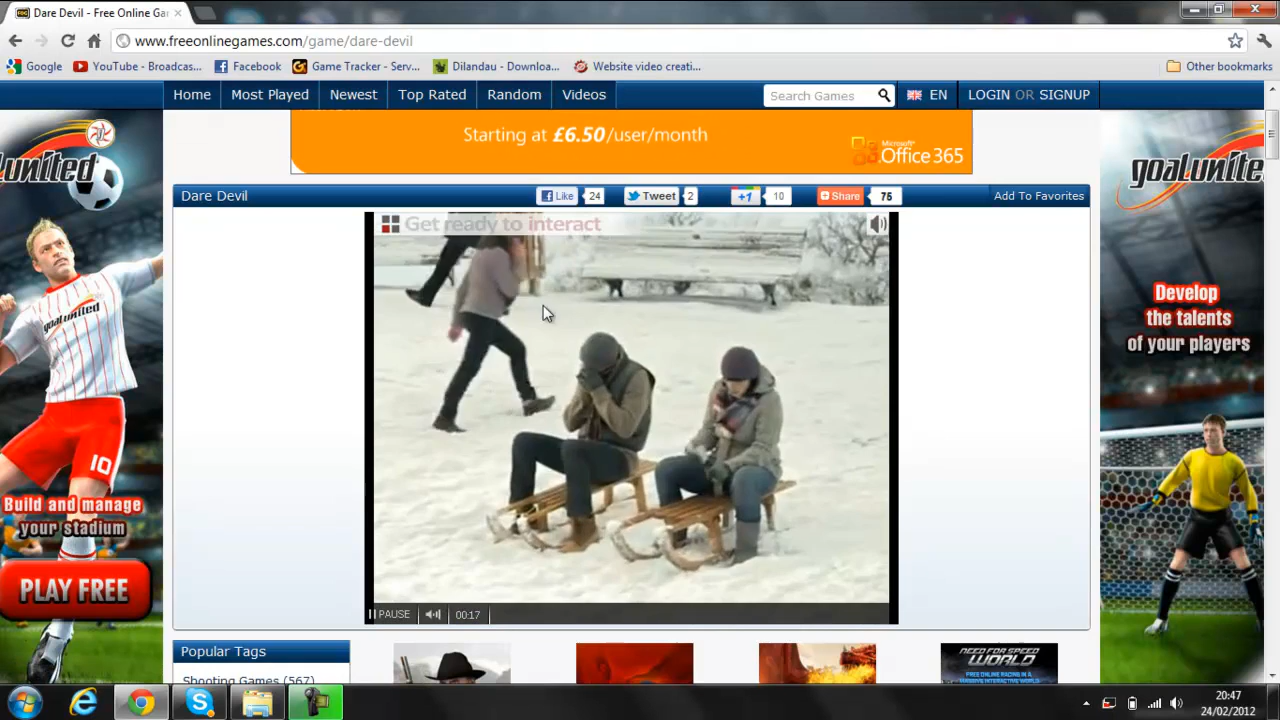 Dare Devil - Free Online Ga
www.freeonlinegames.com/game/dare-devil
Google YouTube - Broadcas... Facebook Game Tracker - Serv... Dilandau - Downloa... Website video creati... Other bookmarks
Home Most Played Newest Top Rated Random Videos Search Games EN LOGIN OR SIGNUP
Starting at £6.50/user/month
Microsoft
Office 365
Dare Devil Like 24 Tweet 2 +1 10 Share 76 Add To Favorites
Get ready to interact
goalunite
united
goalunited
10
Develop
the talents
of your players
Build and manage
your stadium
PLAY FREE
PAUSE 00:17
Popular Tags
Shooting Games (567)
NEED FOR SPEED
WORLD
20:47
24/02/2012